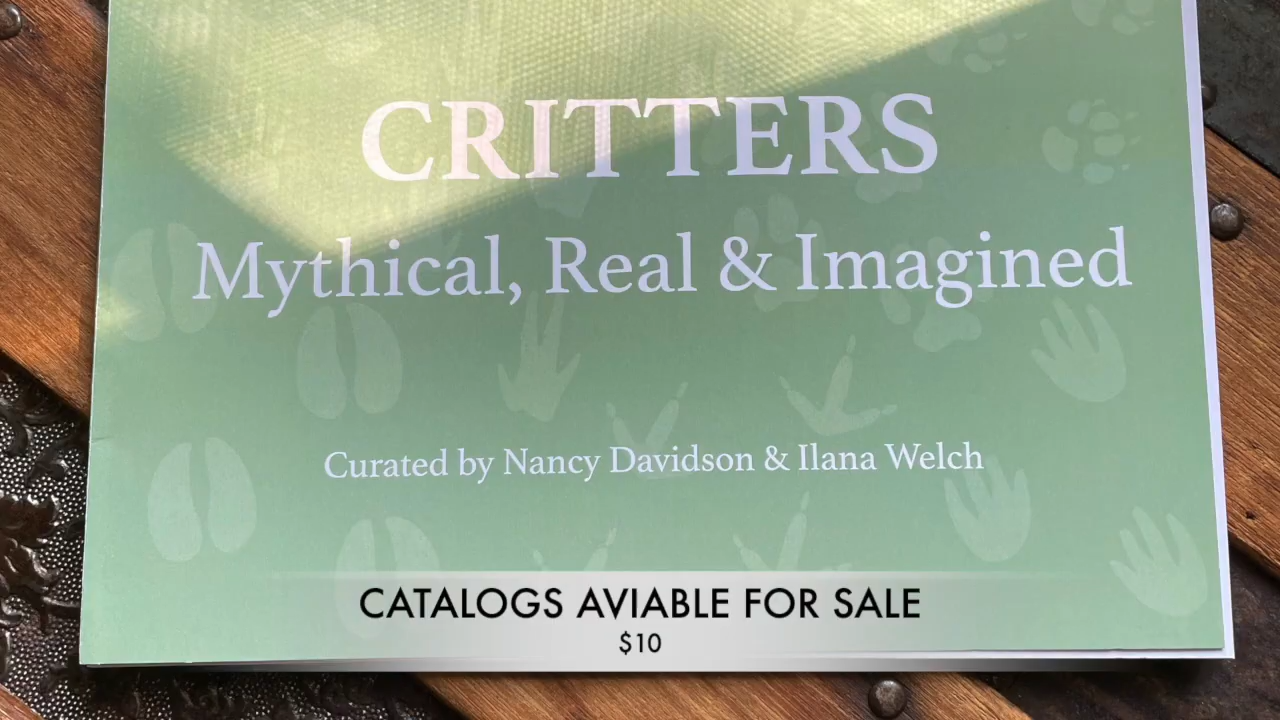 CRITTERS
Mythical, Real & Imagined
Curated by Nancy Davidson & Ilana Welch
CATALOGS AVIABLE FOR SALE
$10